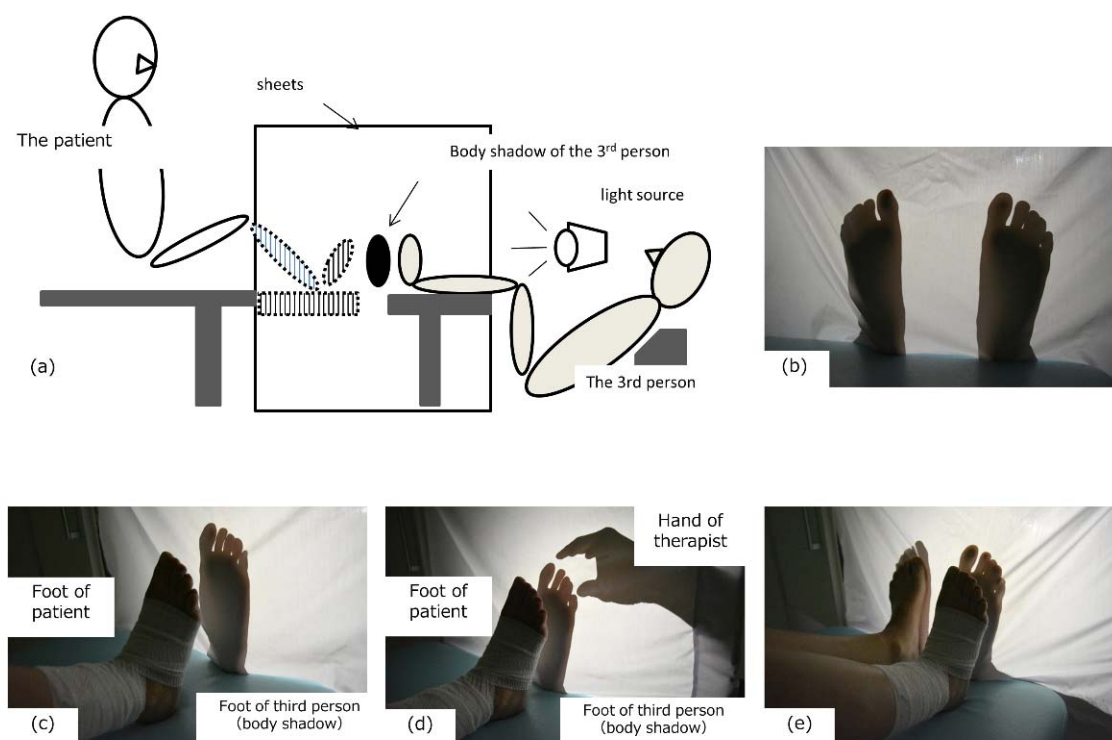 sheets
The patient
Body shadow of the 3rd person
light source
(a)
The 3rd person
(b)
Foot of
patient
(c)
Foot of third person
(body shadow)
Hand of
therapist
Foot of
patient
(d)
Foot of third person
(body shadow)
(e)